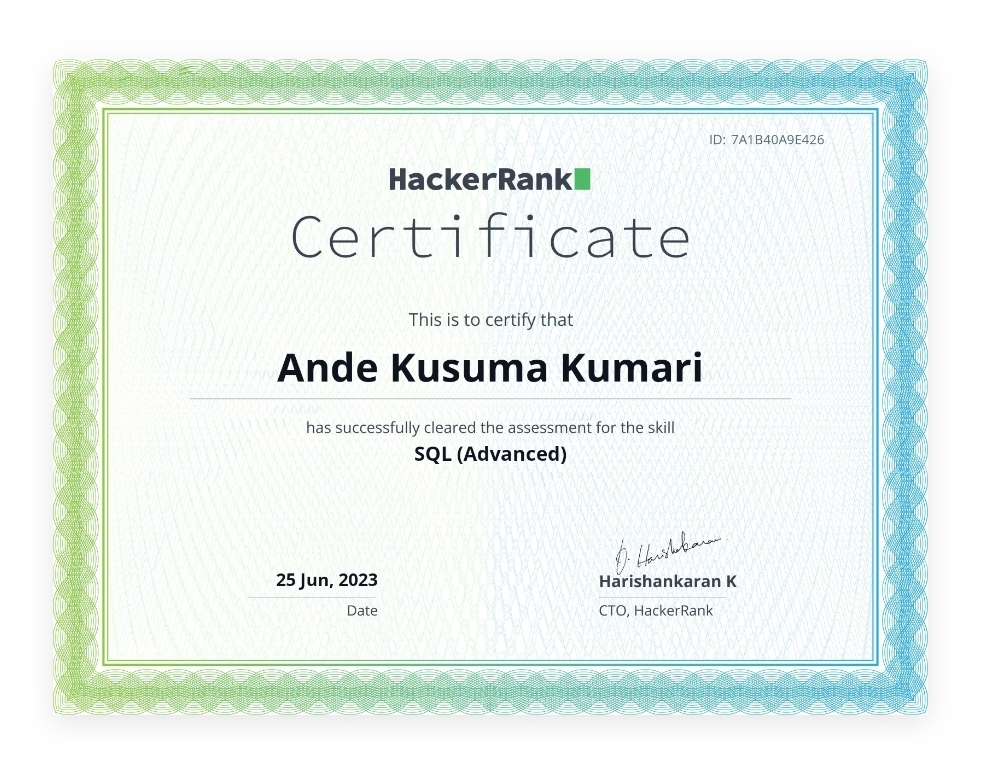 ID: 7A1B40A9E426
HackerRank
Certificate
This is to certify that
Ande Kusuma Kumari
has successfully cleared the assessment for the skill
SQL (Advanced)
25 Jun, 2023
Date
Harishankaran K
CTO, HackerRank